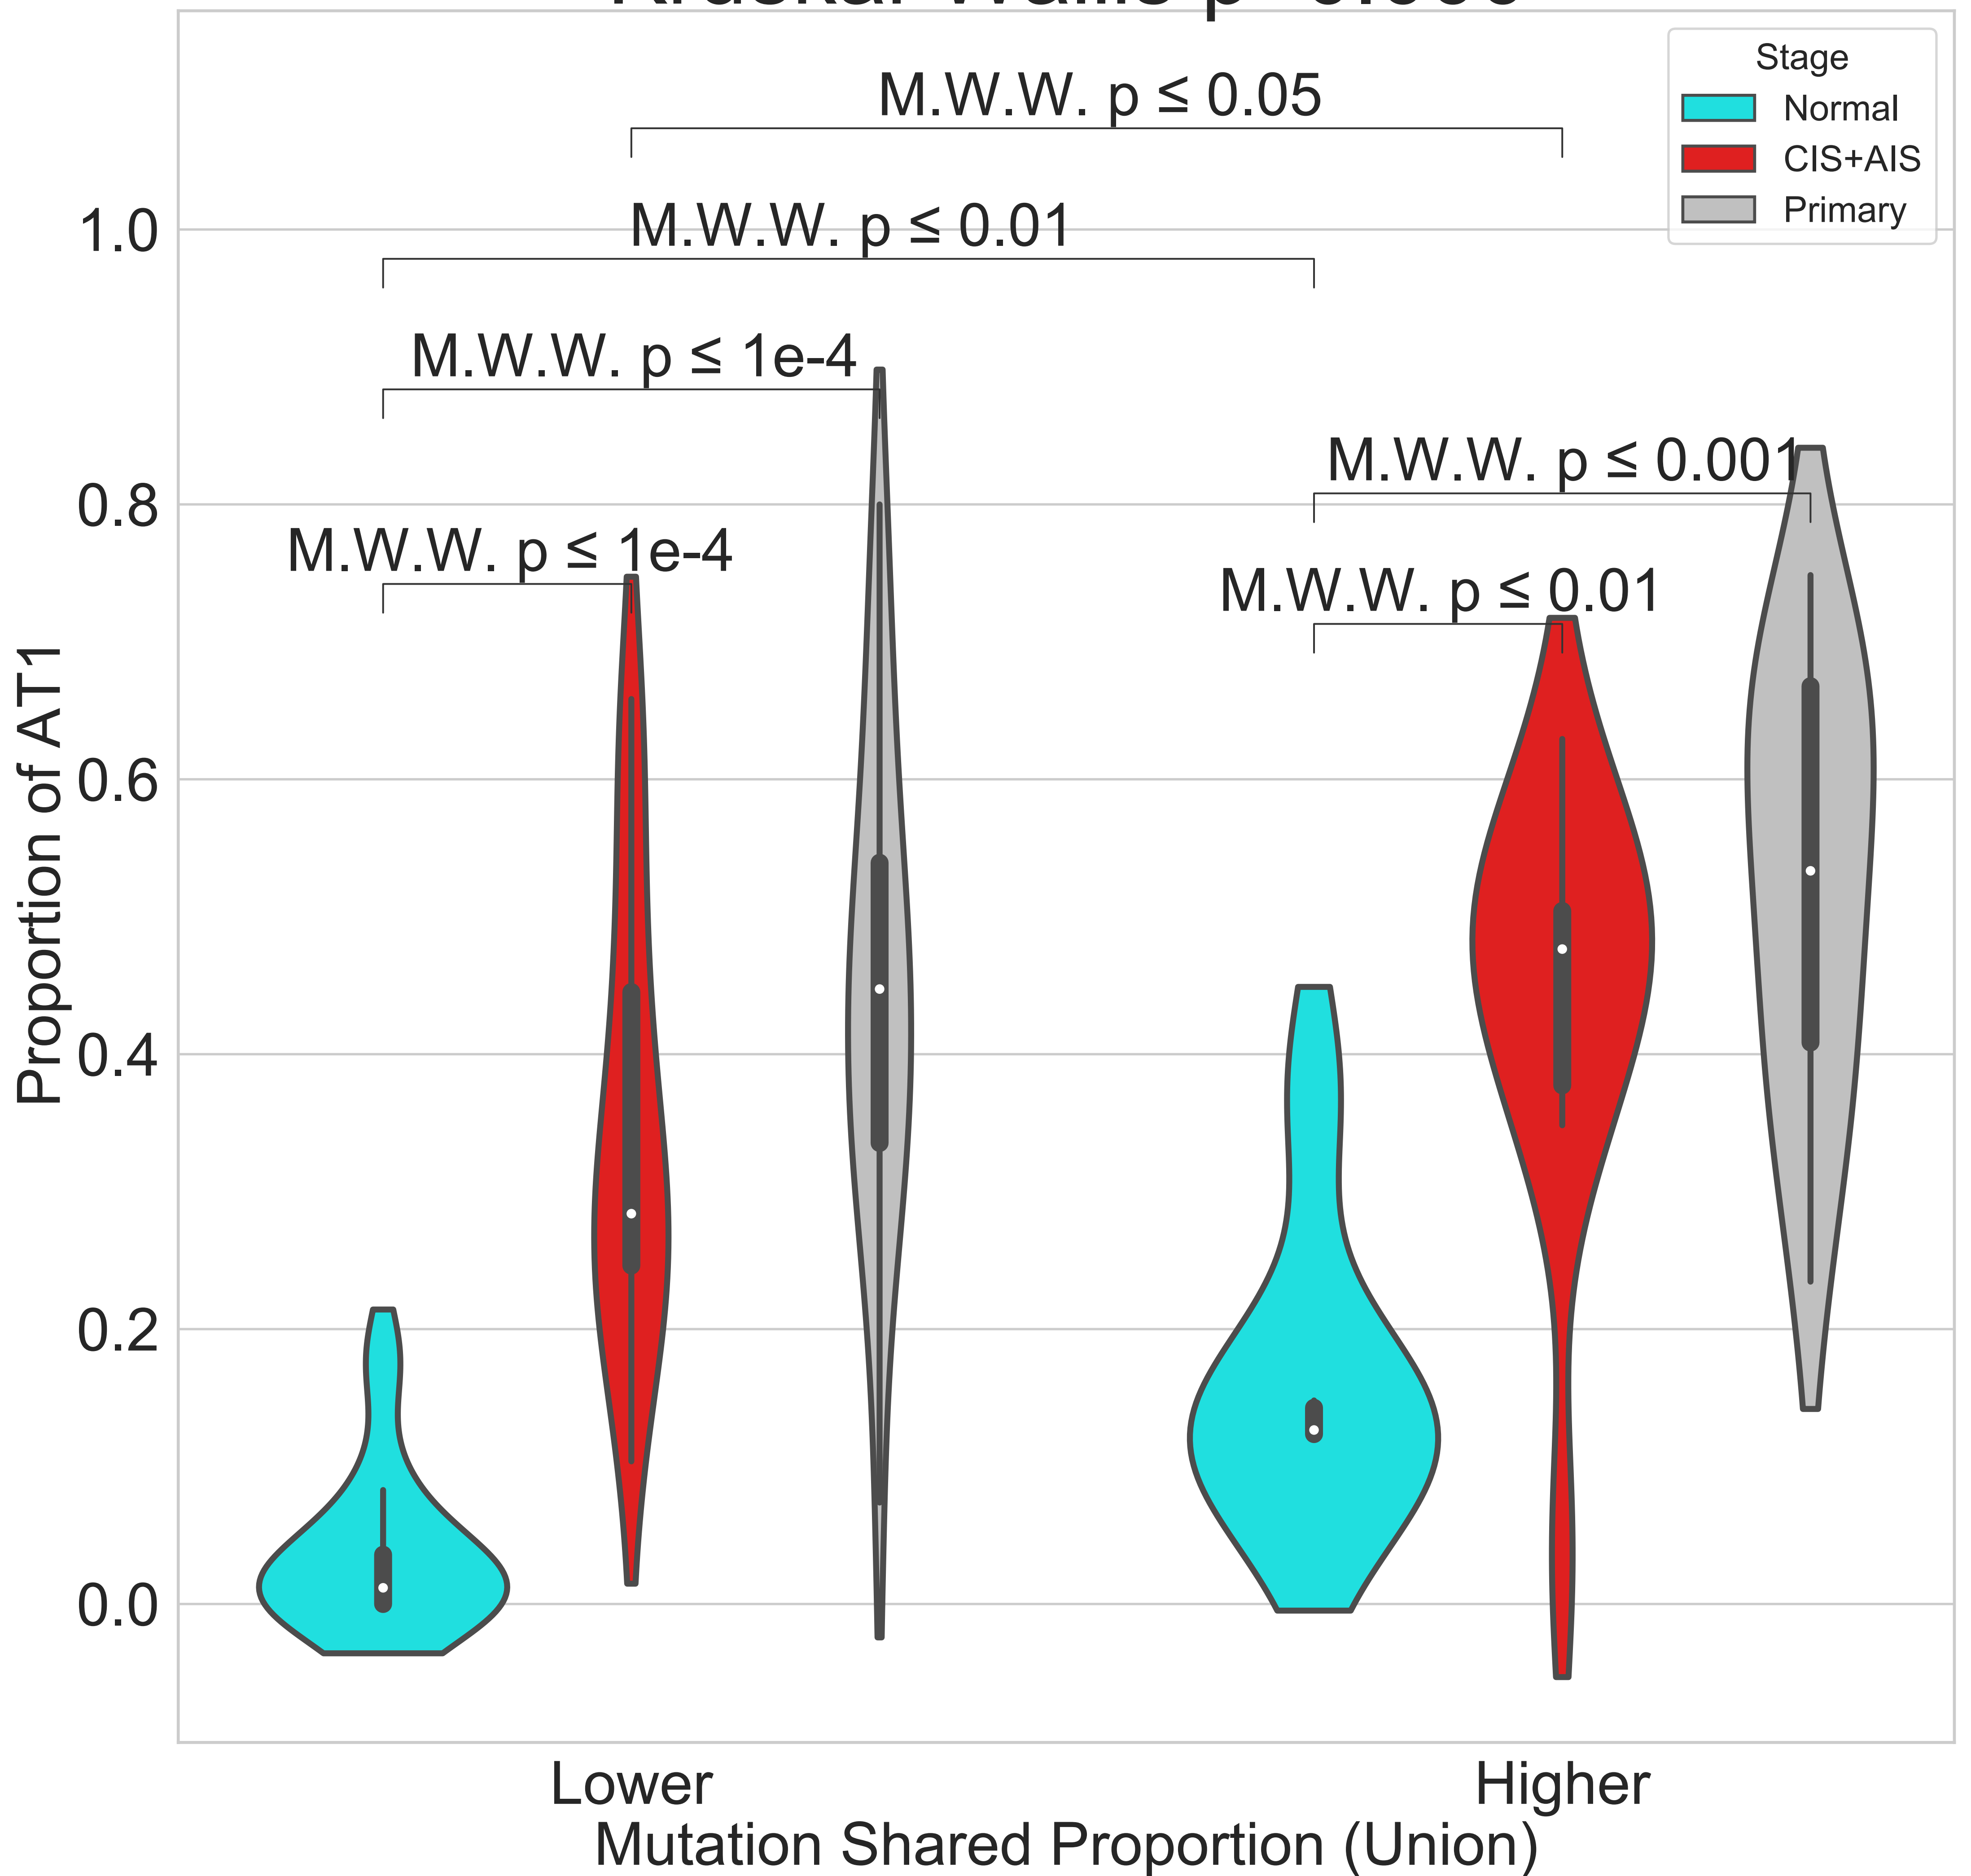 Stage
Normal
CIS+AIS
Primary
M.W.W. p ≤ 0.05
M.W.W. p ≤ 0.01
M.W.W. p ≤ 1e-4
M.W.W. p ≤ 0.001
M.W.W. p ≤ 1e-4
M.W.W. p ≤ 0.01
1.0
0.8
0.6
0.4
0.2
0.0
Proportion of AT1
Lower
Higher
Mutation Shared Proportion (Union)